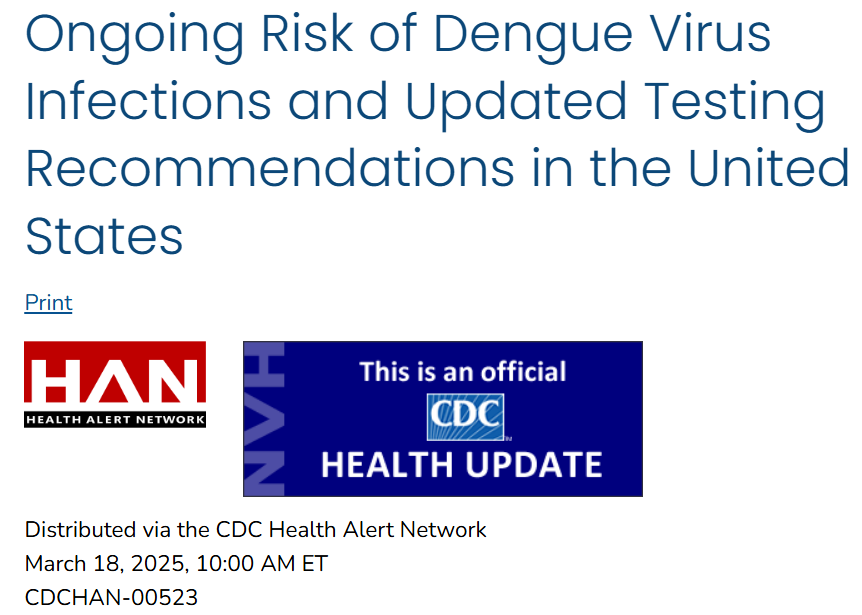 Ongoing Risk of Dengue Virus
Infections and Updated Testing
Recommendations in the United
States
Print
HAN
HEALTH ALERT NETWORK
HAN
This is an official
CDC
TM
HEALTH UPDATE
Distributed via the CDC Health Alert Network
March 18, 2025, 10:00 AM ET
CDCHAN-00523